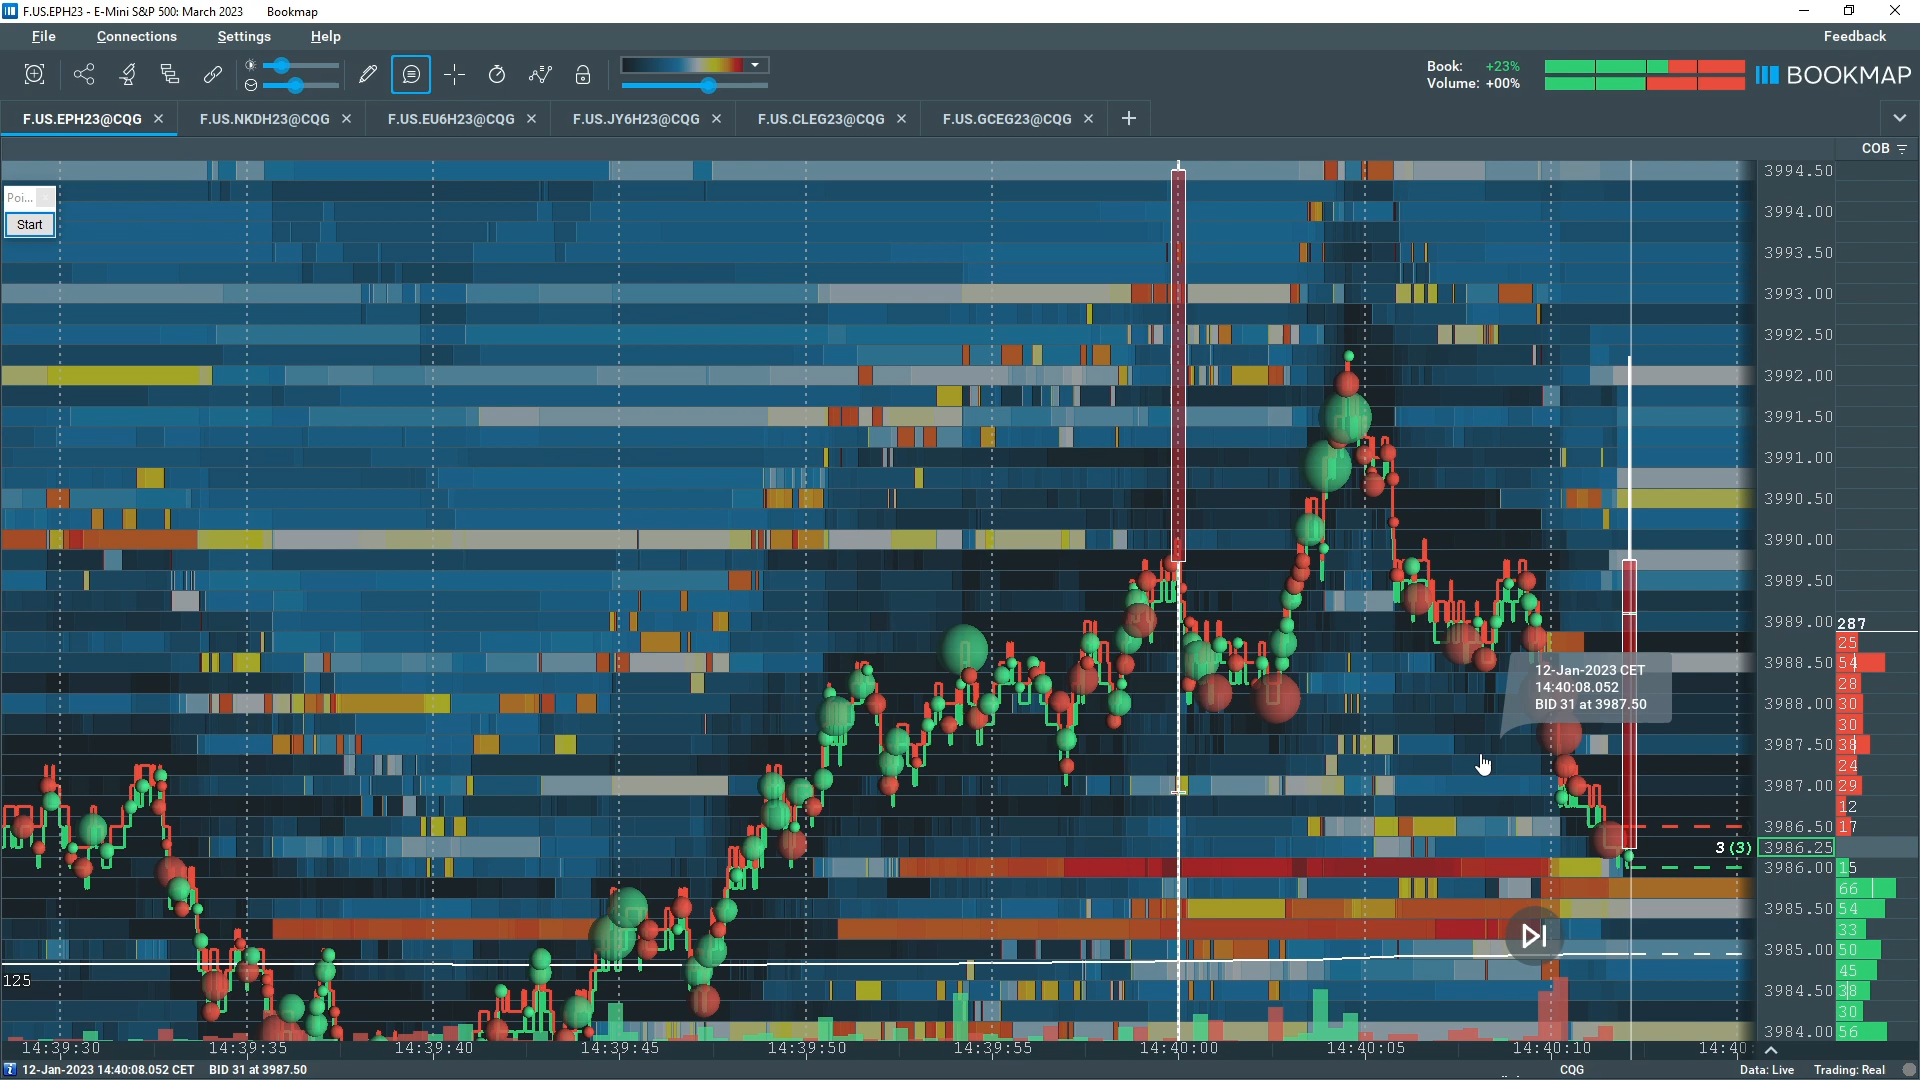 F.US.EPH23 - E-Mini S&P 500: March 2023 Bookmap
File Connections Settings Help Feedback
Book: +23%
Volume: +00%
BOOKMAP
F.US.EPH23@CQG F.US.NKDH23@CQG F.US.EU6H23@CQG F.US.JY6H23@CQG F.US.CLEG23@CQG F.US.GCEG23@CQG
COB
3994.50
Poi...
Start
3994.00
3993.50
3993.00
3992.50
3992.00
3991.50
3991.00
3990.50
3990.00
3989.50
3989.00 287
25
3988.50 54
28
3988.00 30
30
3987.50 38
24
3987.00 29
12
3986.50 17
3 (3) 3986.25
3986.00 15
66
3985.50 54
33
3985.00 50
45
3984.50 38
30
3984.00 56
12-Jan-2023 CET
14:40:08.052
BID 31 at 3987.50
125
14:39:30 14:39:35 14:39:40 14:39:45 14:39:50 14:39:55 14:40:00 14:40:05 14:40:10 14:40:
12-Jan-2023 14:40:08.052 CET BID 31 at 3987.50 CQG Data: Live Trading: Real